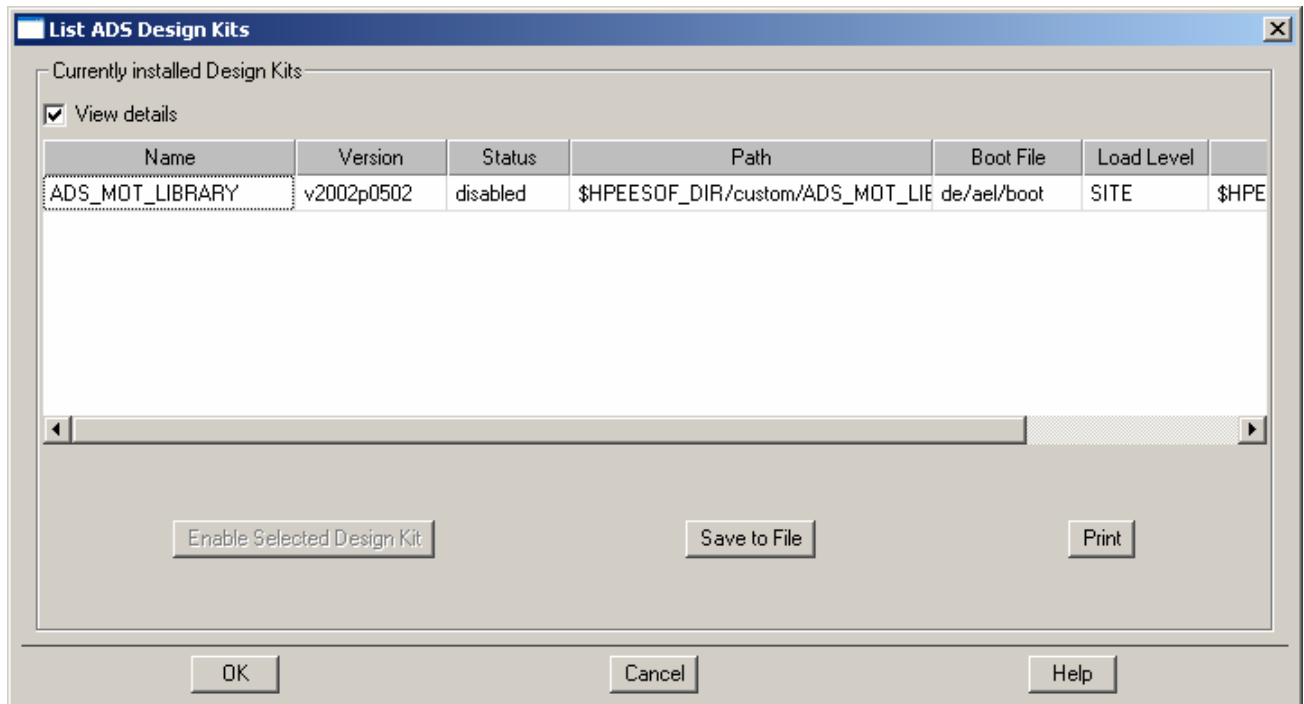 List ADS Design Kits
Currently installed Design Kits
View details
Name Version Status Path Boot File Load Level
ADS_MOT_LIBRARY v2002p0502 disabled $HPEESOF_DIR/custom/ADS_MOT_LIE de/ael/boot SITE $HPE
Enable Selected Design Kit Save to File Print
OK Cancel Help